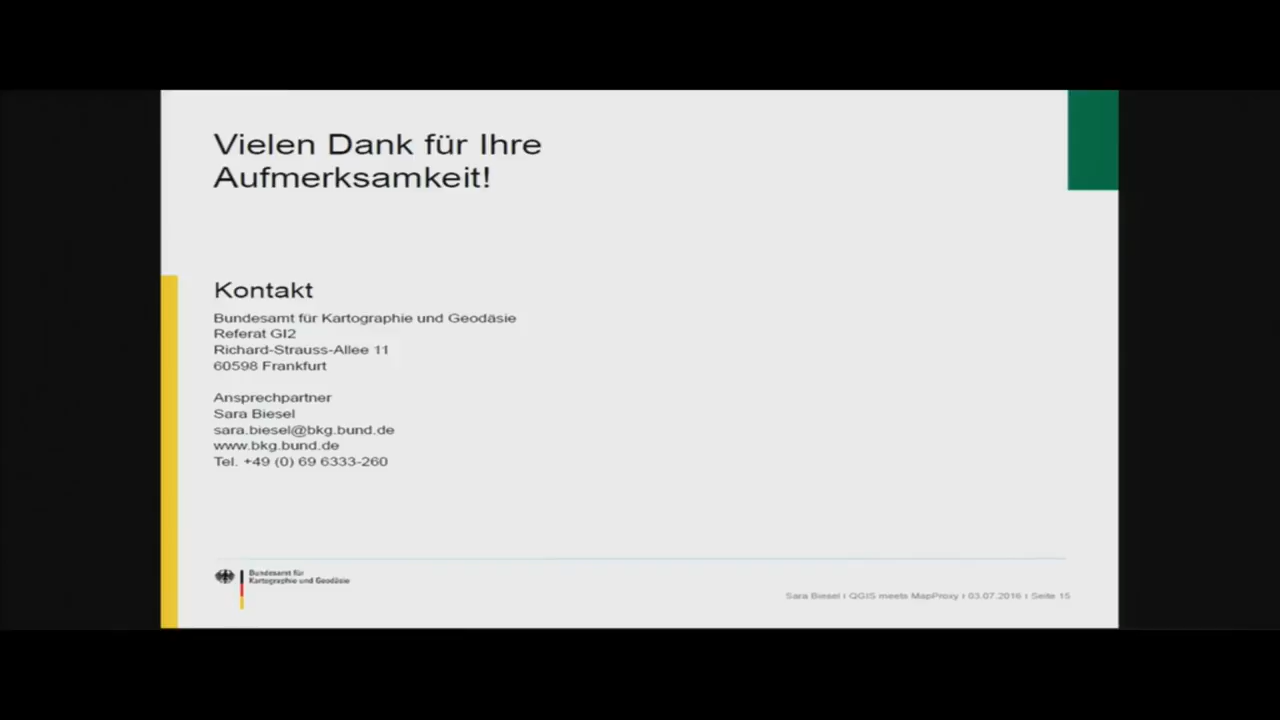 Vielen Dank für Ihre
Aufmerksamkeit!
Kontakt
Bundesamt für Kartographie und Geodäsie
Referat GI2
Richard-Strauss-Allee 11
60598 Frankfurt
Ansprechpartner
Sara Biesel
sara.biesel@bkg.bund.de
www.bkg.bund.de
Tel. +49 (0) 69 6333-260
Bundesamt für
Kartographie und Geodäsie
Sara Biesel I QGIS meets MapProxy I 03.07.2016 I Seite 15